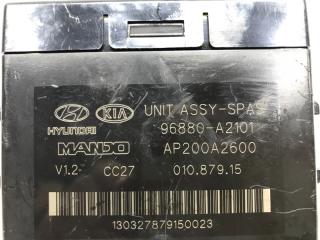 HYUNDAI KIA UNIT ASSY-SPAS
96880-A2101
MANDO AP200A2600
V1.2- CC27 010.879.15
130327879150023